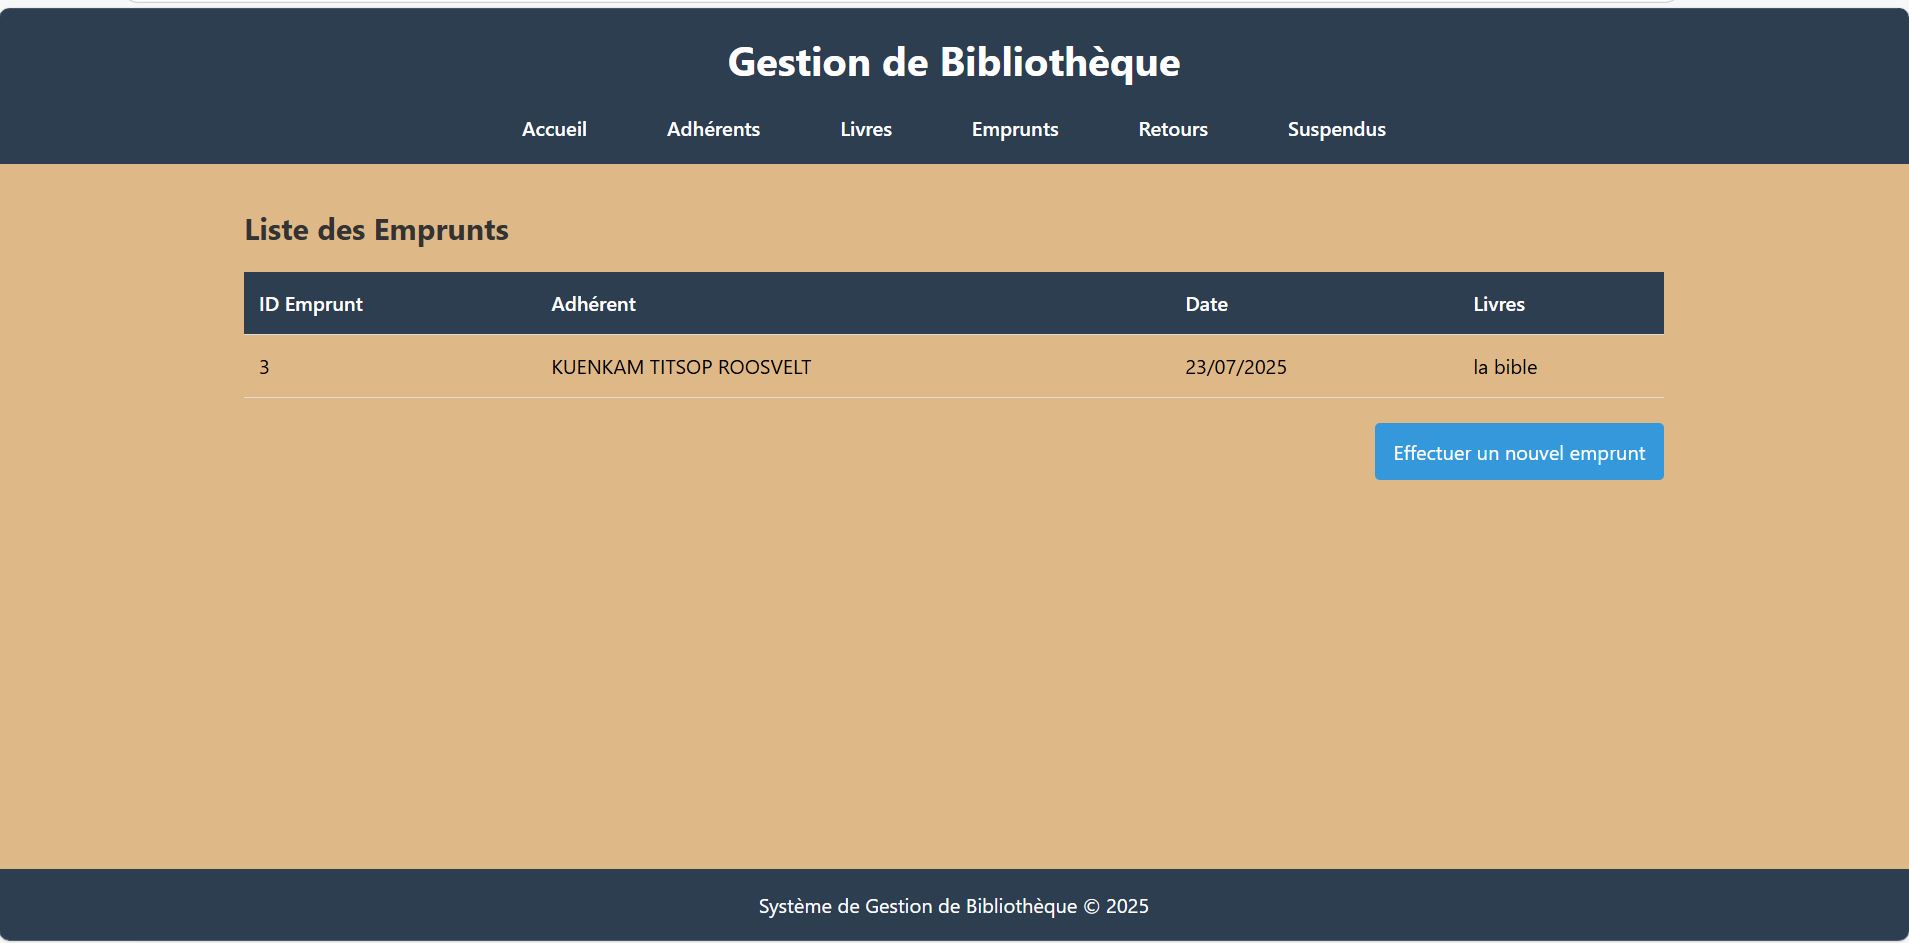 Gestion de Bibliothèque
Accueil Adhérents Livres Emprunts Retours Suspendus
Liste des Emprunts
ID Emprunt Adhérent Date Livres
3 KUENKAM TITSOP ROOSVELT 23/07/2025 la bible
Effectuer un nouvel emprunt
Système de Gestion de Bibliothèque © 2025